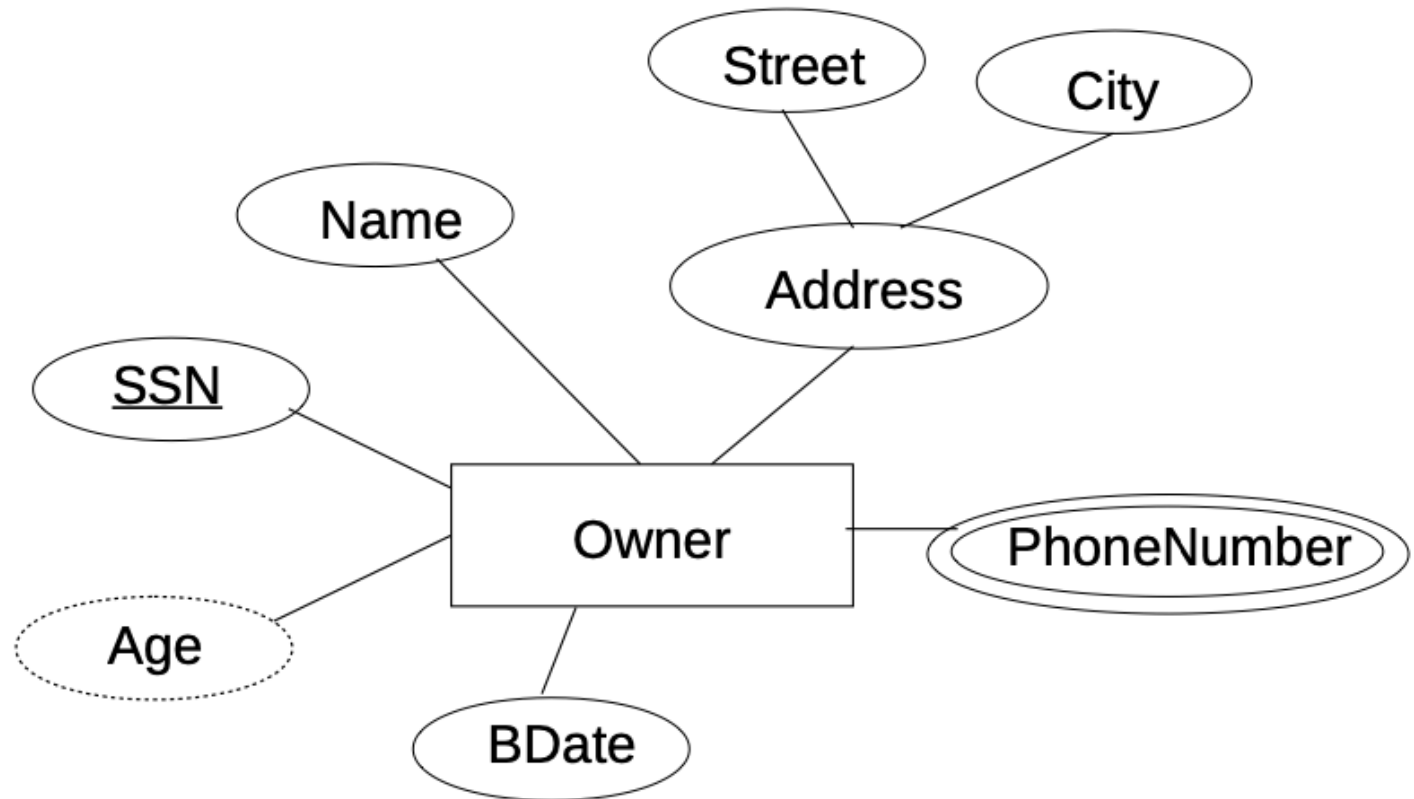 Street
City
Name
Address
SSN
Owner
PhoneNumber
Age
BDate